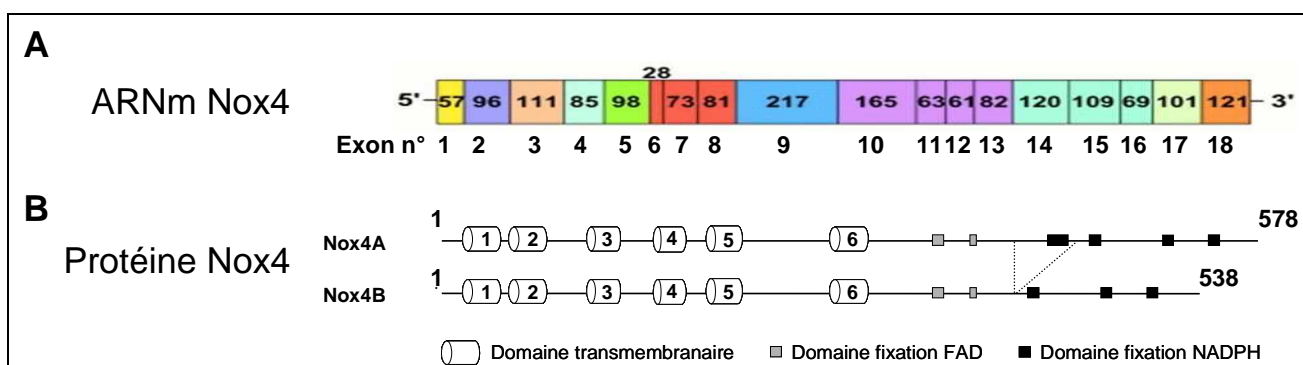 A
28
ARNm Nox4
5' 57 96 111 85 98 73 81 217 165 63 61 82 120 109 69 101 121 3'
Exon n° 1 2 3 4 5 6 7 8 9 10 11 12 13 14 15 16 17 18
B
Protéine Nox4
1 578
Nox4A 1 2 3 4 5 6
1 538
Nox4B 1 2 3 4 5 6
Domaine transmembranaire Domaine fixation FAD Domaine fixation NADPH